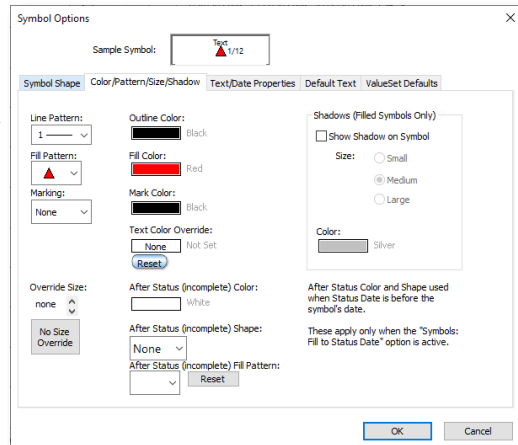 Symbol Options
Sample Symbol:
Text
1/12
Symbol Shape
Color/Pattern/Size/Shadow
Text/Date Properties
Default Text
ValueSet Defaults
Line Pattern:
1
Fill Pattern:
Marking:
None
Outline Color:
Black
Fill Color:
Red
Mark Color:
Black
Text Color Override:
None
Not Set
Reset
Shadows (Filled Symbols Only)
Show Shadow on Symbol
Size:
Small
Medium
Large
Color:
Silver
Override Size:
none
No Size
Override
After Status (incomplete) Color:
White
After Status (incomplete) Shape:
None
After Status (incomplete) Fill Pattern:
Reset
After Status Color and Shape used
when Status Date is before the
symbol's date.
These apply only when the "Symbols:
Fill to Status Date" option is active.
OK
Cancel